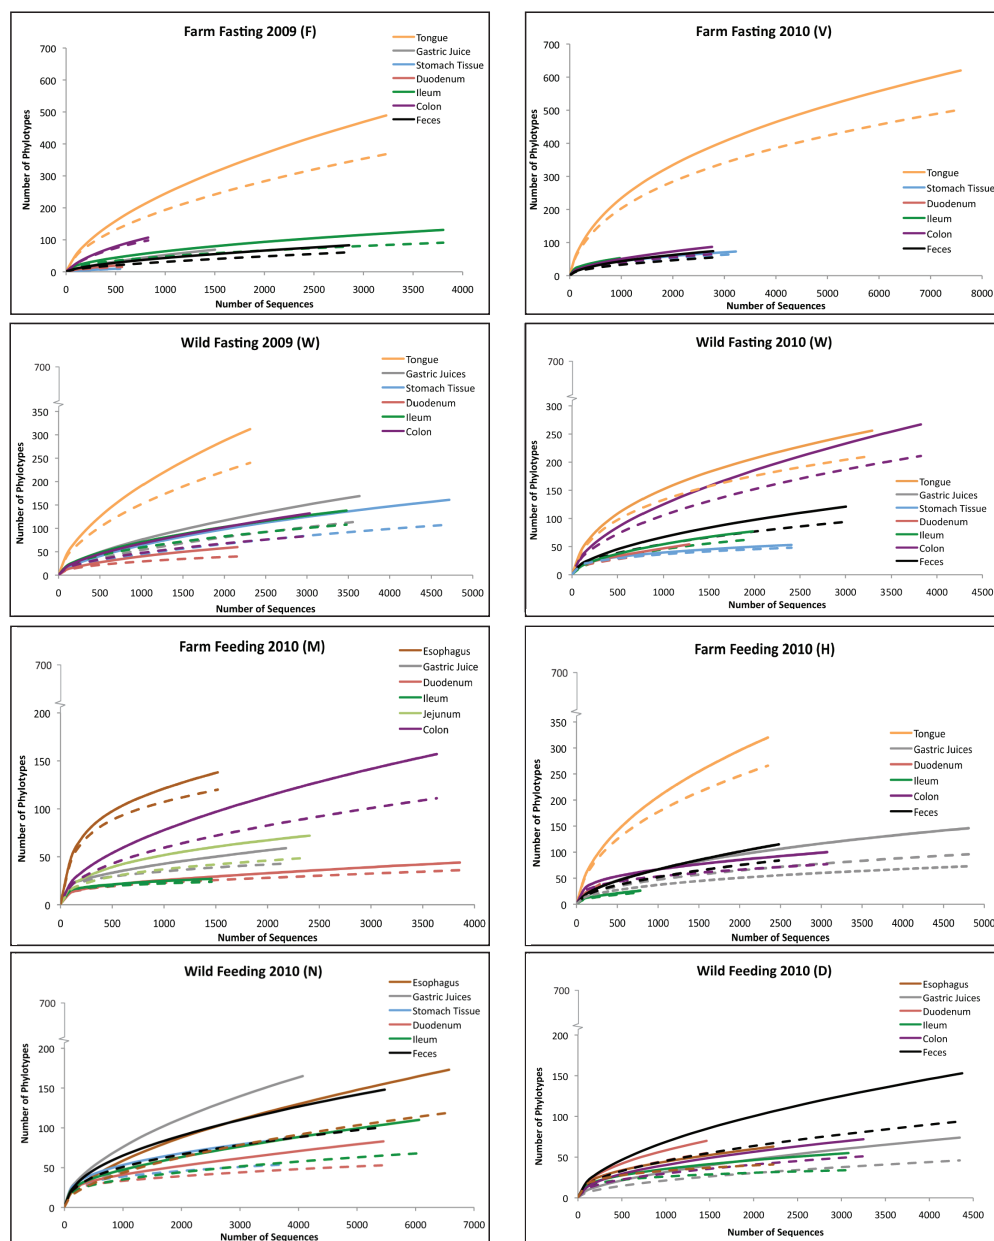 Farm Fasting 2009 (F)
Number of Phylotypes
700
600
500
400
300
200
100
0
0 500 1000 1500 2000 2500 3000 3500 4000
Number of Sequences
Tongue
Gastric Juice
Stomach Tissue
Duodenum
Ileum
Colon
Feces
Farm Fasting 2010 (V)
Number of Phylotypes
700
600
500
400
300
200
100
0
0 1000 2000 3000 4000 5000 6000 7000 8000
Number of Sequences
Tongue
Stomach Tissue
Duodenum
Ileum
Colon
Feces
Wild Fasting 2009 (W)
Number of Phylotypes
700
350
300
250
200
150
100
50
0
0 500 1000 1500 2000 2500 3000 3500 4000 4500 5000
Number of Sequences
Tongue
Gastric Juices
Stomach Tissue
Duodenum
Ileum
Colon
Wild Fasting 2010 (W)
Number of Phylotypes
700
300
250
200
150
100
50
0
0 500 1000 1500 2000 2500 3000 3500 4000 4500
Number of Sequences
Tongue
Gastric Juices
Stomach Tissue
Duodenum
Ileum
Colon
Feces
Farm Feeding 2010 (M)
Number of Phylotypes
700
200
150
100
50
0
0 500 1000 1500 2000 2500 3000 3500 4000
Number of Sequences
Esophagus
Gastric Juice
Duodenum
Ileum
Jejunum
Colon
Farm Feeding 2010 (H)
Number of Phylotypes
700
350
300
250
200
150
100
50
0
0 500 1000 1500 2000 2500 3000 3500 4000 4500 5000
Number of Sequences
Tongue
Gastric Juices
Duodenum
Ileum
Colon
Feces
Wild Feeding 2010 (N)
Number of Phylotypes
700
200
150
100
50
0
0 1000 2000 3000 4000 5000 6000 7000
Number of Sequences
Esophagus
Gastric Juices
Stomach Tissue
Duodenum
Ileum
Feces
Wild Feeding 2010 (D)
Number of Phylotypes
700
200
150
100
50
0
0 500 1000 1500 2000 2500 3000 3500 4000 4500
Number of Sequences
Esophagus
Gastric Juices
Duodenum
Ileum
Colon
Feces